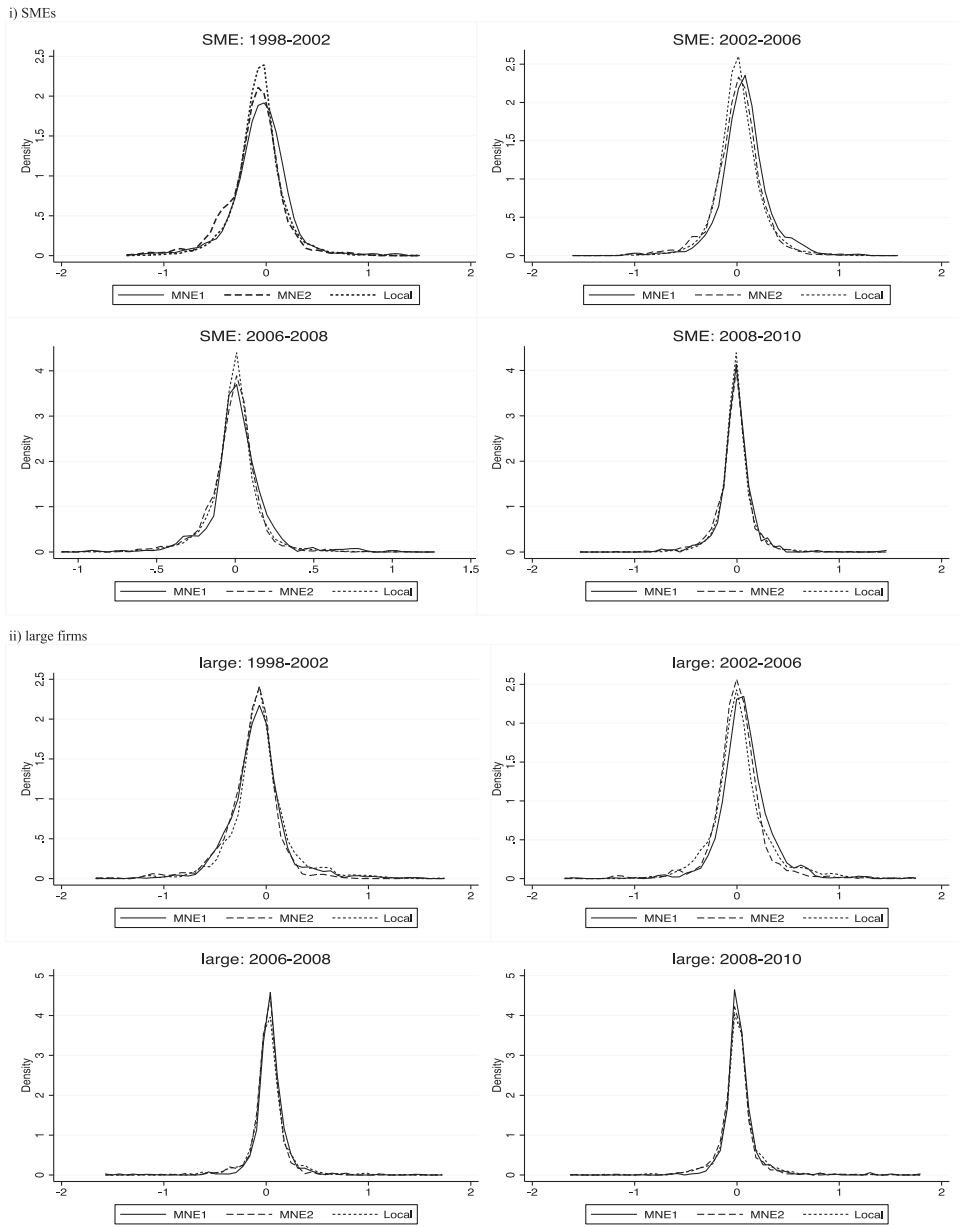 i) SMEs
SME: 1998-2002
Density
0 .5 1 1.5 2 2.5
-2 -1 0 1 2
MNE1 MNE2 Local
SME: 2002-2006
Density
0 .5 1 1.5 2 2.5
-2 -1 0 1 2
MNE1 MNE2 Local
SME: 2006-2008
Density
0 1 2 3 4
-1 -.5 0 .5 1 1.5
MNE1 MNE2 Local
SME: 2008-2010
Density
0 1 2 3 4
-2 -1 0 1 2
MNE1 MNE2 Local
ii) large firms
large: 1998-2002
Density
0 .5 1 1.5 2 2.5
-2 -1 0 1 2
MNE1 MNE2 Local
large: 2002-2006
Density
0 .5 1 1.5 2 2.5
-2 -1 0 1 2
MNE1 MNE2 Local
large: 2006-2008
Density
0 1 2 3 4 5
-2 -1 0 1 2
MNE1 MNE2 Local
large: 2008-2010
Density
0 1 2 3 4 5
-2 -1 0 1 2
MNE1 MNE2 Local